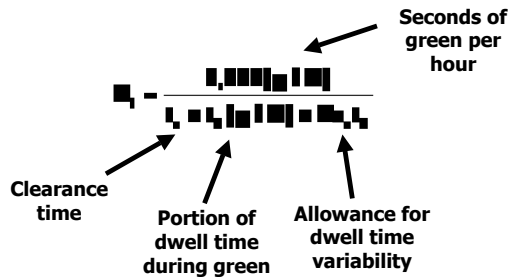 Seconds of
green per
hour
Clearance
time
Portion of
dwell time
during green
Allowance for
dwell time
variability